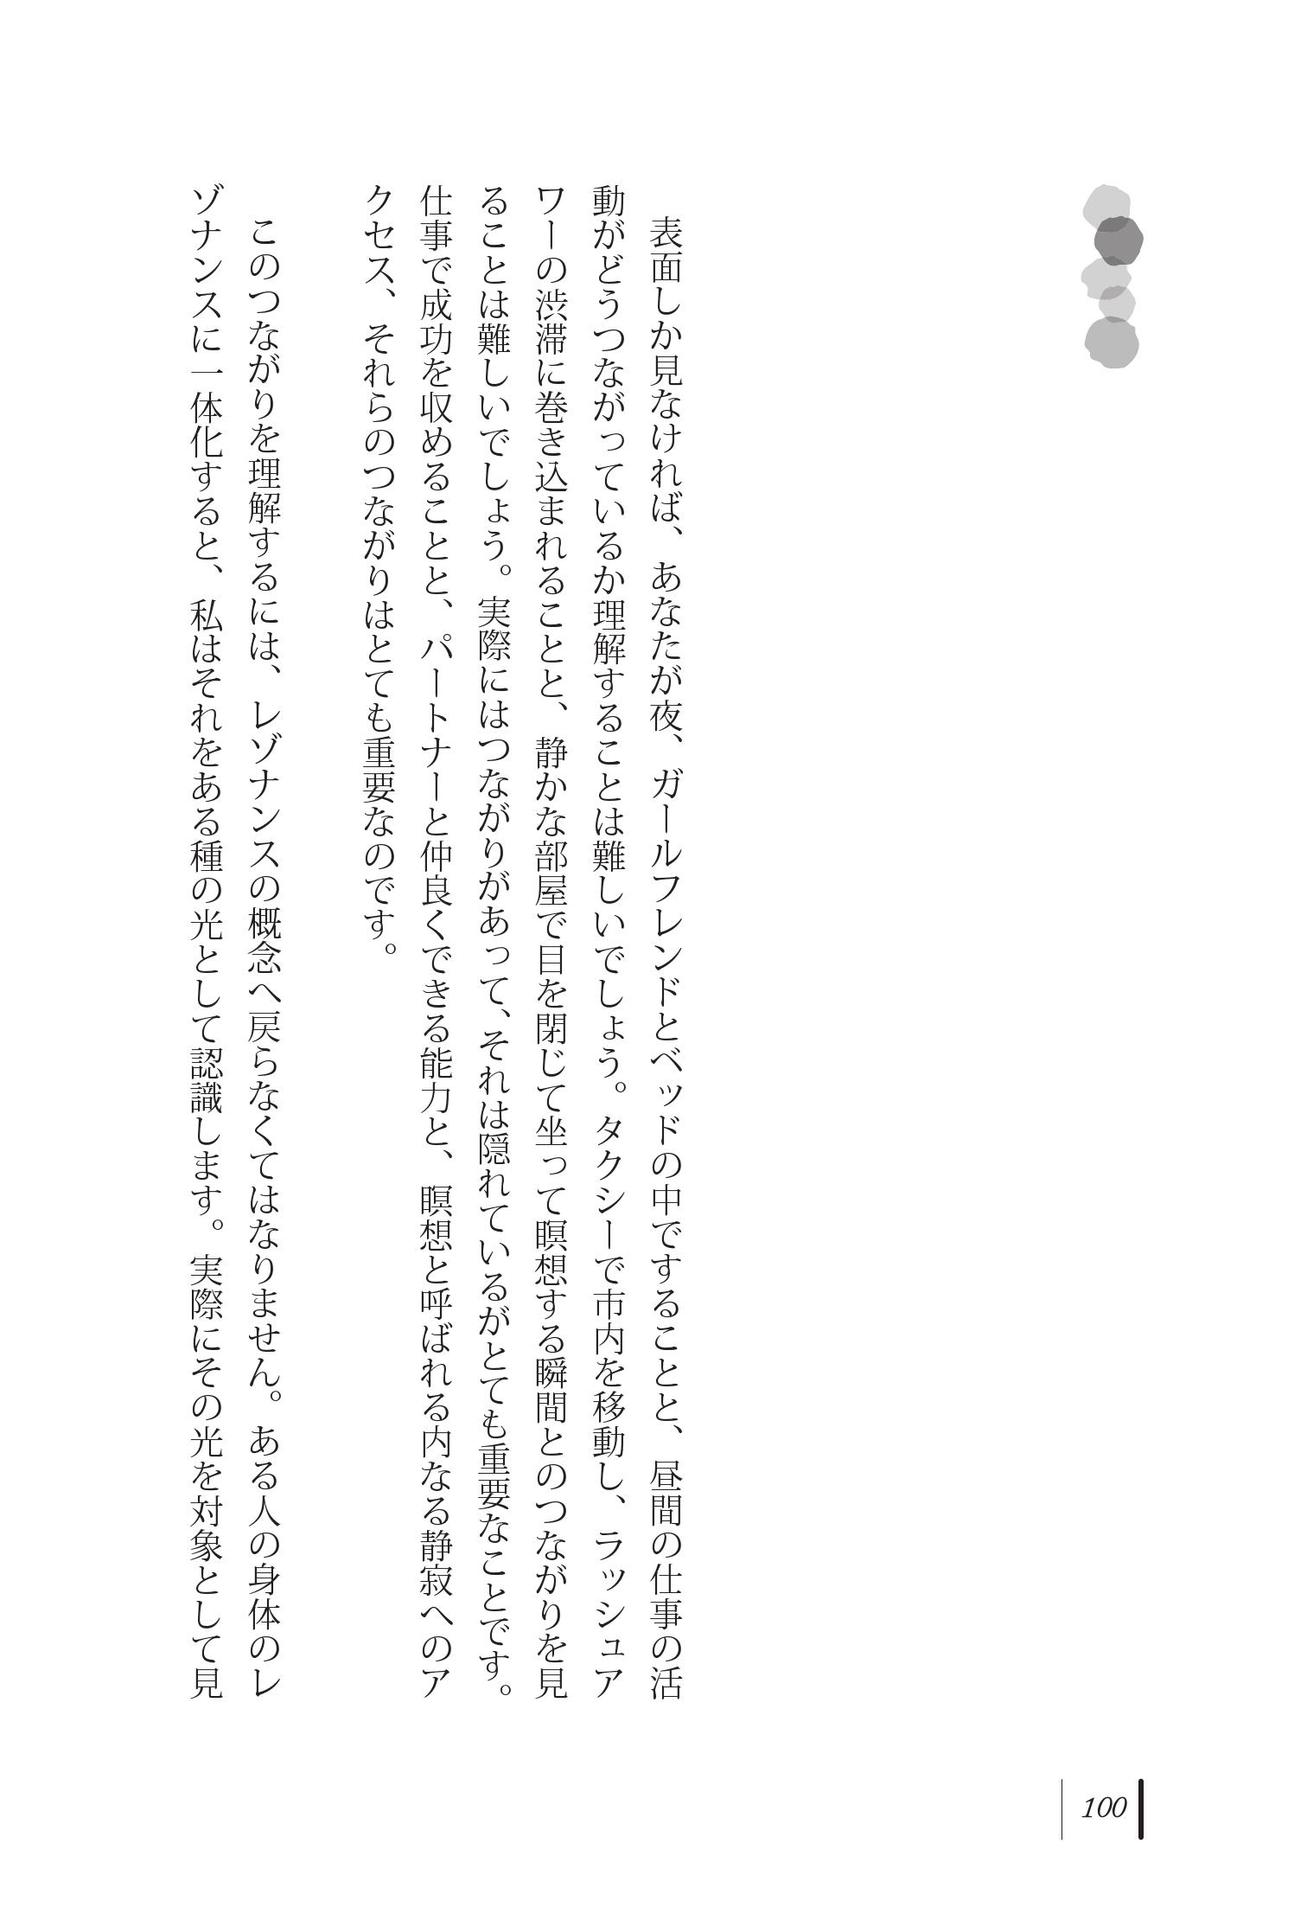 表面しか見なければ、あなたが夜、ガールフレンドとベッドの中ですることと、昼間の仕事の活
動がどうつながっているか理解することは難しいでしょう。タクシーで市内を移動し、ラッシュア
ワーの渋滞に巻き込まれることと、静かな部屋で目を閉じて坐って瞑想する瞬間とのつながりを見
ることは難しいでしょう。実際にはつながりがあって、それは隠れているがとても重要なことです。
仕事で成功を収めることと、パートナーと仲良くできる能力と、瞑想と呼ばれる内なる静寂へのア
クセス、それらのつながりはとても重要なのです。
このつながりを理解するには、レゾナンスの概念へ戻らなくてはなりません。ある人の身体のレ
ゾナンスに一体化すると、私はそれをある種の光として認識します。実際にその光を対象として見
100